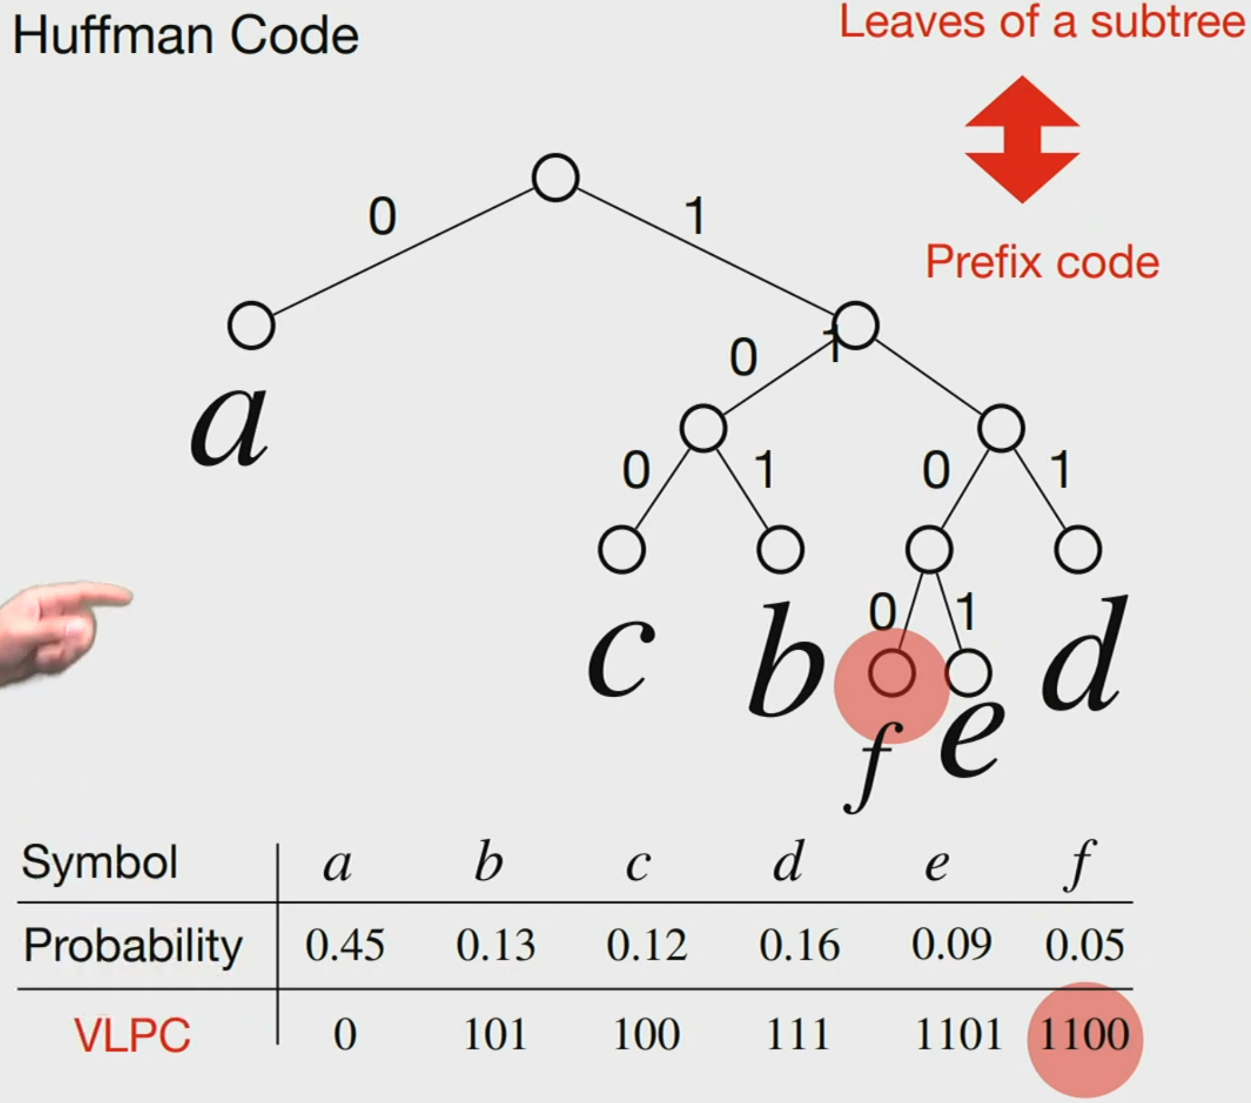 Huffman Code
Leaves of a subtree
Prefix code
0 1
0 1
0 1 0 1
0 1
a
c b f e d
Symbol a b c d e f
Probability 0.45 0.13 0.12 0.16 0.09 0.05
VLPC 0 101 100 111 1101 1100